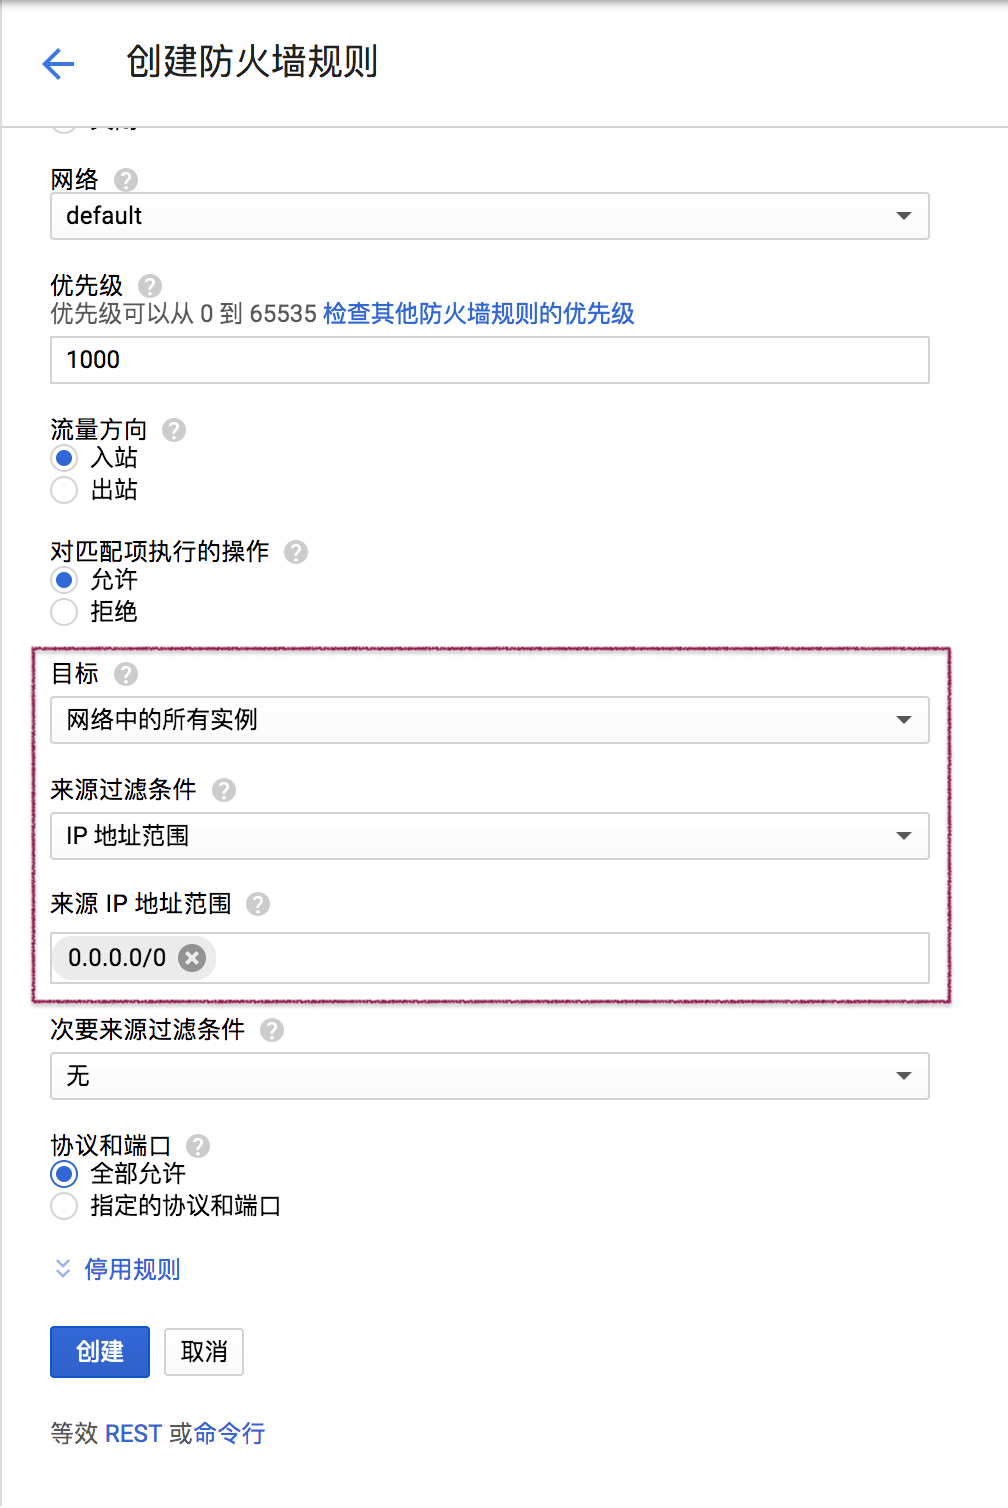 创建防火墙规则
网络
default
优先级
优先级可以从 0 到 65535 检查其他防火墙规则的优先级
1000
流量方向
入站
出站
对匹配项执行的操作
允许
拒绝
目标
网络中的所有实例
来源过滤条件
IP 地址范围
来源 IP 地址范围
0.0.0.0/0
次要来源过滤条件
无
协议和端口
全部允许
指定的协议和端口
停用规则
创建 取消
等效 REST 或命令行